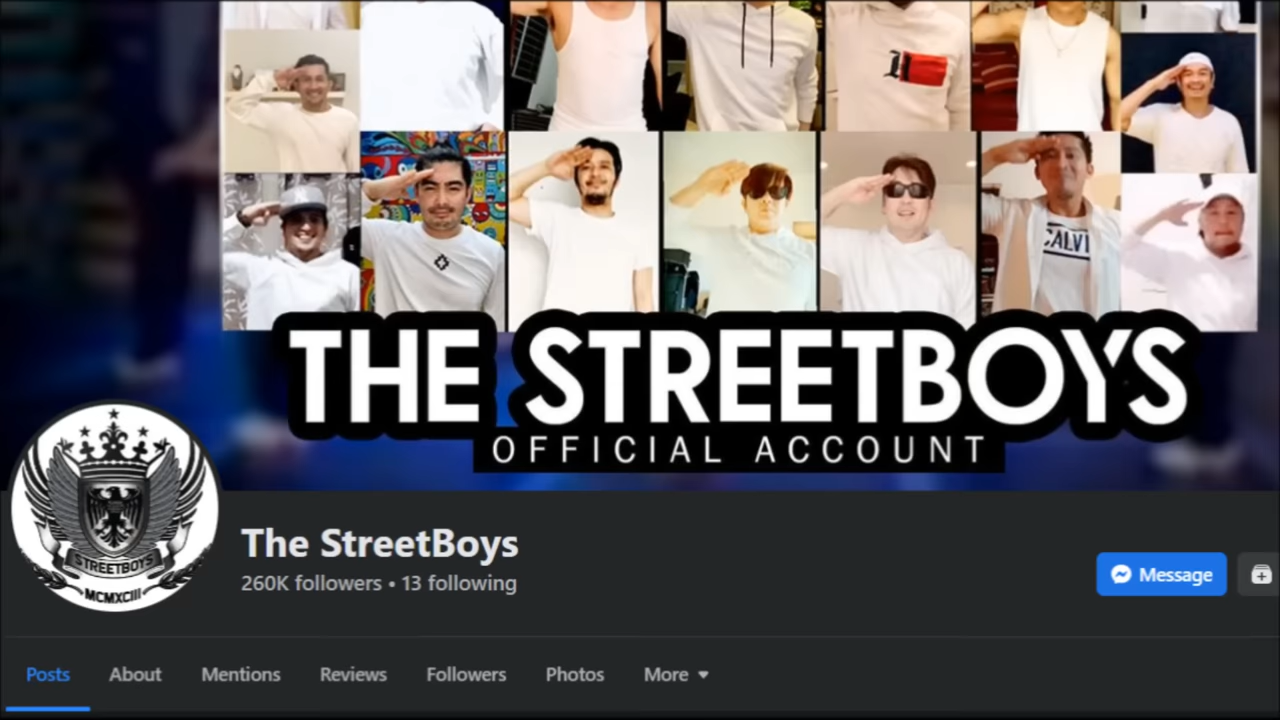 CALVI
THE STREETBOYS
OFFICIAL ACCOUNT
STREETBOYS
MCMXCIII
The StreetBoys
260K followers • 13 following
Message
Posts
About
Mentions
Reviews
Followers
Photos
More